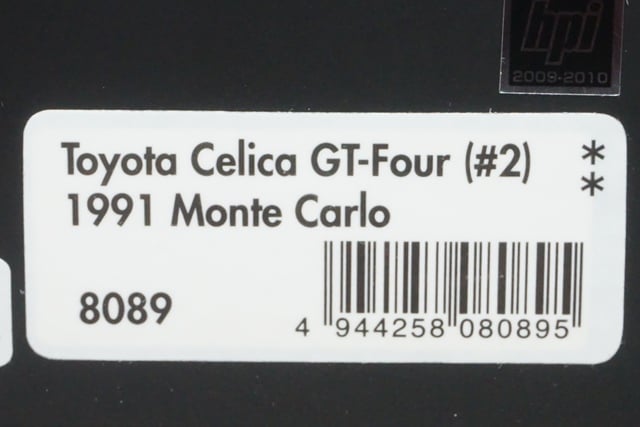 hpi
2009-2010
Toyota Celica GT-Four (#2) *
*
1991 Monte Carlo
8089
4 944258 080895